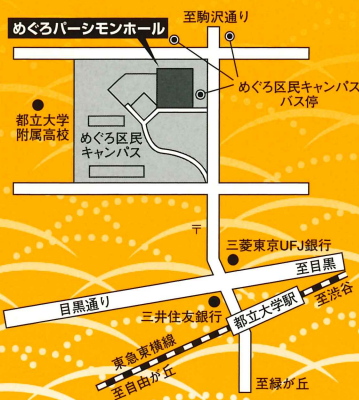 至駒沢通り
めぐろパーシモンホール
めぐろ区民キャンパス
バス停
都立大学
附属高校
めぐろ区民
キャンパス
〒
三菱東京UFJ銀行
至目黒
目黒通り
三井住友銀行
都立大学駅
至渋谷
東急東横線
至自由が丘
至緑が丘